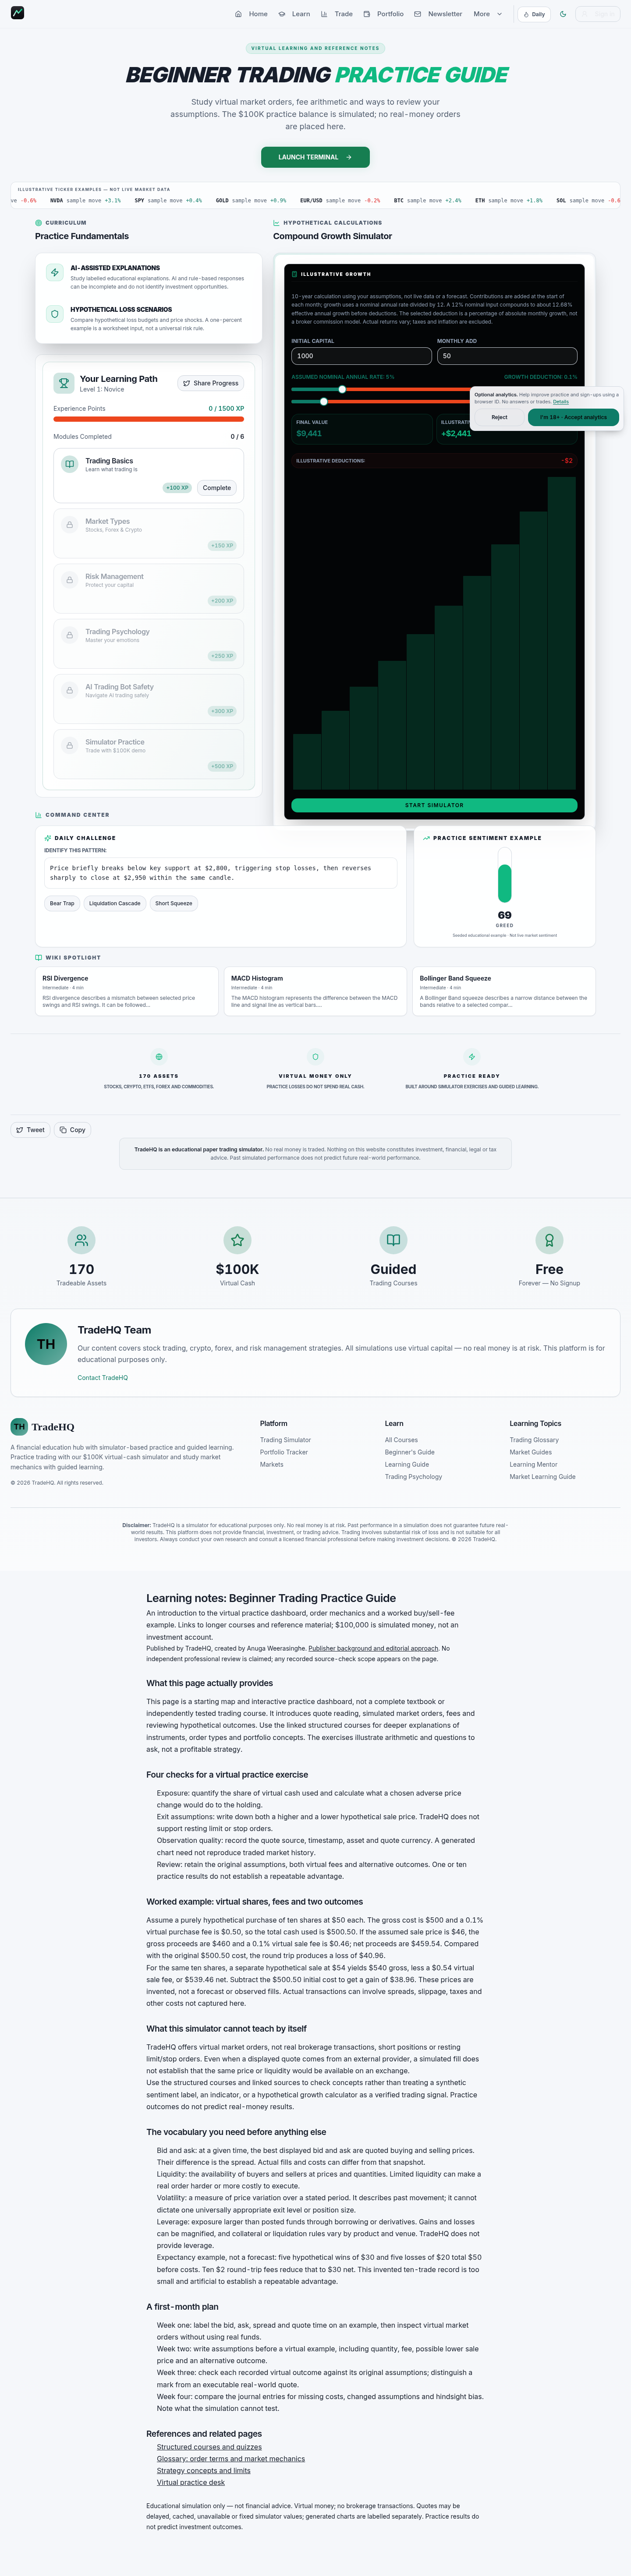 Home Learn Trade Portfolio Newsletter More Daily
VIRTUAL LEARNING AND REFERENCE NOTES
BEGINNER TRADING PRACTICE GUIDE
Study virtual market orders, fee arithmetic and ways to review your
assumptions. The $100K practice balance is simulated; no real-money orders
are placed here.
LAUNCH TERMINAL
ILLUSTRATIVE TICKER EXAMPLES — NOT LIVE MARKET DATA
-0.6% NVDA sample move +3.1% SPY sample move +0.4% GOLD sample move +0.9% EUR/USD sample move -0.2% BTC sample move +2.4% ETH sample move +1.8% SOL sample move -0.6
CURRICULUM
Practice Fundamentals
AI-ASSISTED EXPLANATIONS
Study labelled educational explanations. AI and rule-based responses
can be incomplete and do not identify investment opportunities.
HYPOTHETICAL LOSS SCENARIOS
Compare hypothetical loss budgets and price shocks. A one-percent
example is a worksheet input, not a universal risk rule.
Your Learning Path
Level 1: Novice
Share Progress
Experience Points 0 / 1500 XP
Modules Completed 0 / 6
Trading Basics
Learn what trading is
+100 XP Complete
Market Types
Stocks, Forex & Crypto
+150 XP
Risk Management
Protect your capital
+200 XP
Trading Psychology
Master your emotions
+250 XP
AI Trading Bot Safety
Navigate AI trading safely
+300 XP
Simulator Practice
Trade with $100K demo
+500 XP
HYPOTHETICAL CALCULATIONS
Compound Growth Simulator
ILLUSTRATIVE GROWTH
10-year calculation using your assumptions, not live data or a forecast. Contributions are added at the start of
each month; growth uses a nominal annual rate divided by 12. A 12% nominal input compounds to about 12.68%
effective annual growth before deductions. The deduction is a percentage of absolute monthly growth, not
a broker commission model. Actual returns vary; taxes and inflation are excluded.
INITIAL CAPITAL MONTHLY ADD
1000 50
ASSUMED NOMINAL ANNUAL RATE: 5% GROWTH DEDUCTION: 0.1%
FINAL VALUE
$9,441
+$2,441
ILLUSTRATIVE DEDUCTIONS: -$2
START SIMULATOR
Optional analytics. Help improve practice and sign-ups using a
browser ID. No answers or trades. Details
Reject I'm 18+ · Accept analytics
COMMAND CENTER
DAILY CHALLENGE
IDENTIFY THIS PATTERN:
Price briefly breaks below key support at $2,800, triggering stop losses, then reverses
sharply to close at $2,950 within the same candle.
Bear Trap Liquidation Cascade Short Squeeze
PRACTICE SENTIMENT EXAMPLE
69
GREED
Seeded educational example · Not live market sentiment
WIKI SPOTLIGHT
RSI Divergence
Intermediate · 4 min
RSI divergence describes a mismatch between selected price
swings and RSI swings. It can be followed...
MACD Histogram
Intermediate · 4 min
The MACD histogram represents the difference between the MACD
line and signal line as vertical bars....
Bollinger Band Squeeze
Intermediate · 4 min
A Bollinger Band squeeze describes a narrow distance between the
bands relative to a selected compar...
170 ASSETS
STOCKS, CRYPTO, ETFS, FOREX AND COMMODITIES.
VIRTUAL MONEY ONLY
PRACTICE LOSSES DO NOT SPEND REAL CASH.
PRACTICE READY
BUILT AROUND SIMULATOR EXERCISES AND GUIDED LEARNING.
Tweet Copy
TradeHQ is an educational paper trading simulator. No real money is traded. Nothing on this website constitutes investment, financial, legal or tax
advice. Past simulated performance does not predict future real-world performance.
170
Tradeable Assets
$100K
Virtual Cash
Guided
Trading Courses
Free
Forever — No Signup
TH
TradeHQ Team
Our content covers stock trading, crypto, forex, and risk management strategies. All simulations use virtual capital — no real money is at risk. This platform is for
educational purposes only.
Contact TradeHQ
TH TradeHQ
A financial education hub with simulator-based practice and guided learning.
Practice trading with our $100K virtual-cash simulator and study market
mechanics with guided learning.
© 2026 TradeHQ. All rights reserved.
Platform
Trading Simulator
Portfolio Tracker
Markets
Learn
All Courses
Beginner's Guide
Learning Guide
Trading Psychology
Learning Topics
Trading Glossary
Market Guides
Learning Mentor
Market Learning Guide
Disclaimer: TradeHQ is a simulator for educational purposes only. No real money is at risk. Past performance in a simulation does not guarantee future real-
world results. This platform does not provide financial, investment, or trading advice. Trading involves substantial risk of loss and is not suitable for all
investors. Always conduct your own research and consult a licensed financial professional before making investment decisions. © 2026 TradeHQ.
Learning notes: Beginner Trading Practice Guide
An introduction to the virtual practice dashboard, order mechanics and a worked buy/sell-fee
example. Links to longer courses and reference material; $100,000 is simulated money, not an
investment account.
Published by TradeHQ, created by Anuga Weerasinghe. Publisher background and editorial approach. No
independent professional review is claimed; any recorded source-check scope appears on the page.
What this page actually provides
This page is a starting map and interactive practice dashboard, not a complete textbook or
independently tested trading course. It introduces quote reading, simulated market orders, fees and
reviewing hypothetical outcomes. Use the linked structured courses for deeper explanations of
instruments, order types and portfolio concepts. The exercises illustrate arithmetic and questions to
ask, not a profitable strategy.
Four checks for a virtual practice exercise
Exposure: quantify the share of virtual cash used and calculate what a chosen adverse price
change would do to the holding.
Exit assumptions: write down both a higher and a lower hypothetical sale price. TradeHQ does not
support resting limit or stop orders.
Observation quality: record the quote source, timestamp, asset and quote currency. A generated
chart need not reproduce traded market history.
Review: retain the original assumptions, both virtual fees and alternative outcomes. One or ten
practice results do not establish a repeatable advantage.
Worked example: virtual shares, fees and two outcomes
Assume a purely hypothetical purchase of ten shares at $50 each. The gross cost is $500 and a 0.1%
virtual purchase fee is $0.50, so the total cash used is $500.50. If the assumed sale price is $46, the
gross proceeds are $460 and a 0.1% virtual sale fee is $0.46; net proceeds are $459.54. Compared
with the original $500.50 cost, the round trip produces a loss of $40.96.
For the same ten shares, a separate hypothetical sale at $54 yields $540 gross, less a $0.54 virtual
sale fee, or $539.46 net. Subtract the $500.50 initial cost to get a gain of $38.96. These prices are
invented, not a forecast or observed fills. Actual transactions can involve spreads, slippage, taxes and
other costs not captured here.
What this simulator cannot teach by itself
TradeHQ offers virtual market orders, not real brokerage transactions, short positions or resting
limit/stop orders. Even when a displayed quote comes from an external provider, a simulated fill does
not establish that the same price or liquidity would be available on an exchange.
Use the structured courses and linked sources to check concepts rather than treating a synthetic
sentiment label, an indicator, or a hypothetical growth calculator as a verified trading signal. Practice
outcomes do not predict real-money results.
The vocabulary you need before anything else
Bid and ask: at a given time, the best displayed bid and ask are quoted buying and selling prices.
Their difference is the spread. Actual fills and costs can differ from that snapshot.
Liquidity: the availability of buyers and sellers at prices and quantities. Limited liquidity can make a
real order harder or more costly to execute.
Volatility: a measure of price variation over a stated period. It describes past movement; it cannot
dictate one universally appropriate exit level or position size.
Leverage: exposure larger than posted funds through borrowing or derivatives. Gains and losses
can be magnified, and collateral or liquidation rules vary by product and venue. TradeHQ does not
provide leverage.
Expectancy example, not a forecast: five hypothetical wins of $30 and five losses of $20 total $50
before costs. Ten $2 round-trip fees reduce that to $30 net. This invented ten-trade record is too
small and artificial to establish a repeatable advantage.
A first-month plan
Week one: label the bid, ask, spread and quote time on an example, then inspect virtual market
orders without using real funds.
Week two: write assumptions before a virtual example, including quantity, fee, possible lower sale
price and an alternative outcome.
Week three: check each recorded virtual outcome against its original assumptions; distinguish a
mark from an executable real-world quote.
Week four: compare the journal entries for missing costs, changed assumptions and hindsight bias.
Note what the simulation cannot test.
References and related pages
Structured courses and quizzes
Glossary: order terms and market mechanics
Strategy concepts and limits
Virtual practice desk
Educational simulation only — not financial advice. Virtual money; no brokerage transactions. Quotes may be
delayed, cached, unavailable or fixed simulator values; generated charts are labelled separately. Practice results do
not predict investment outcomes.